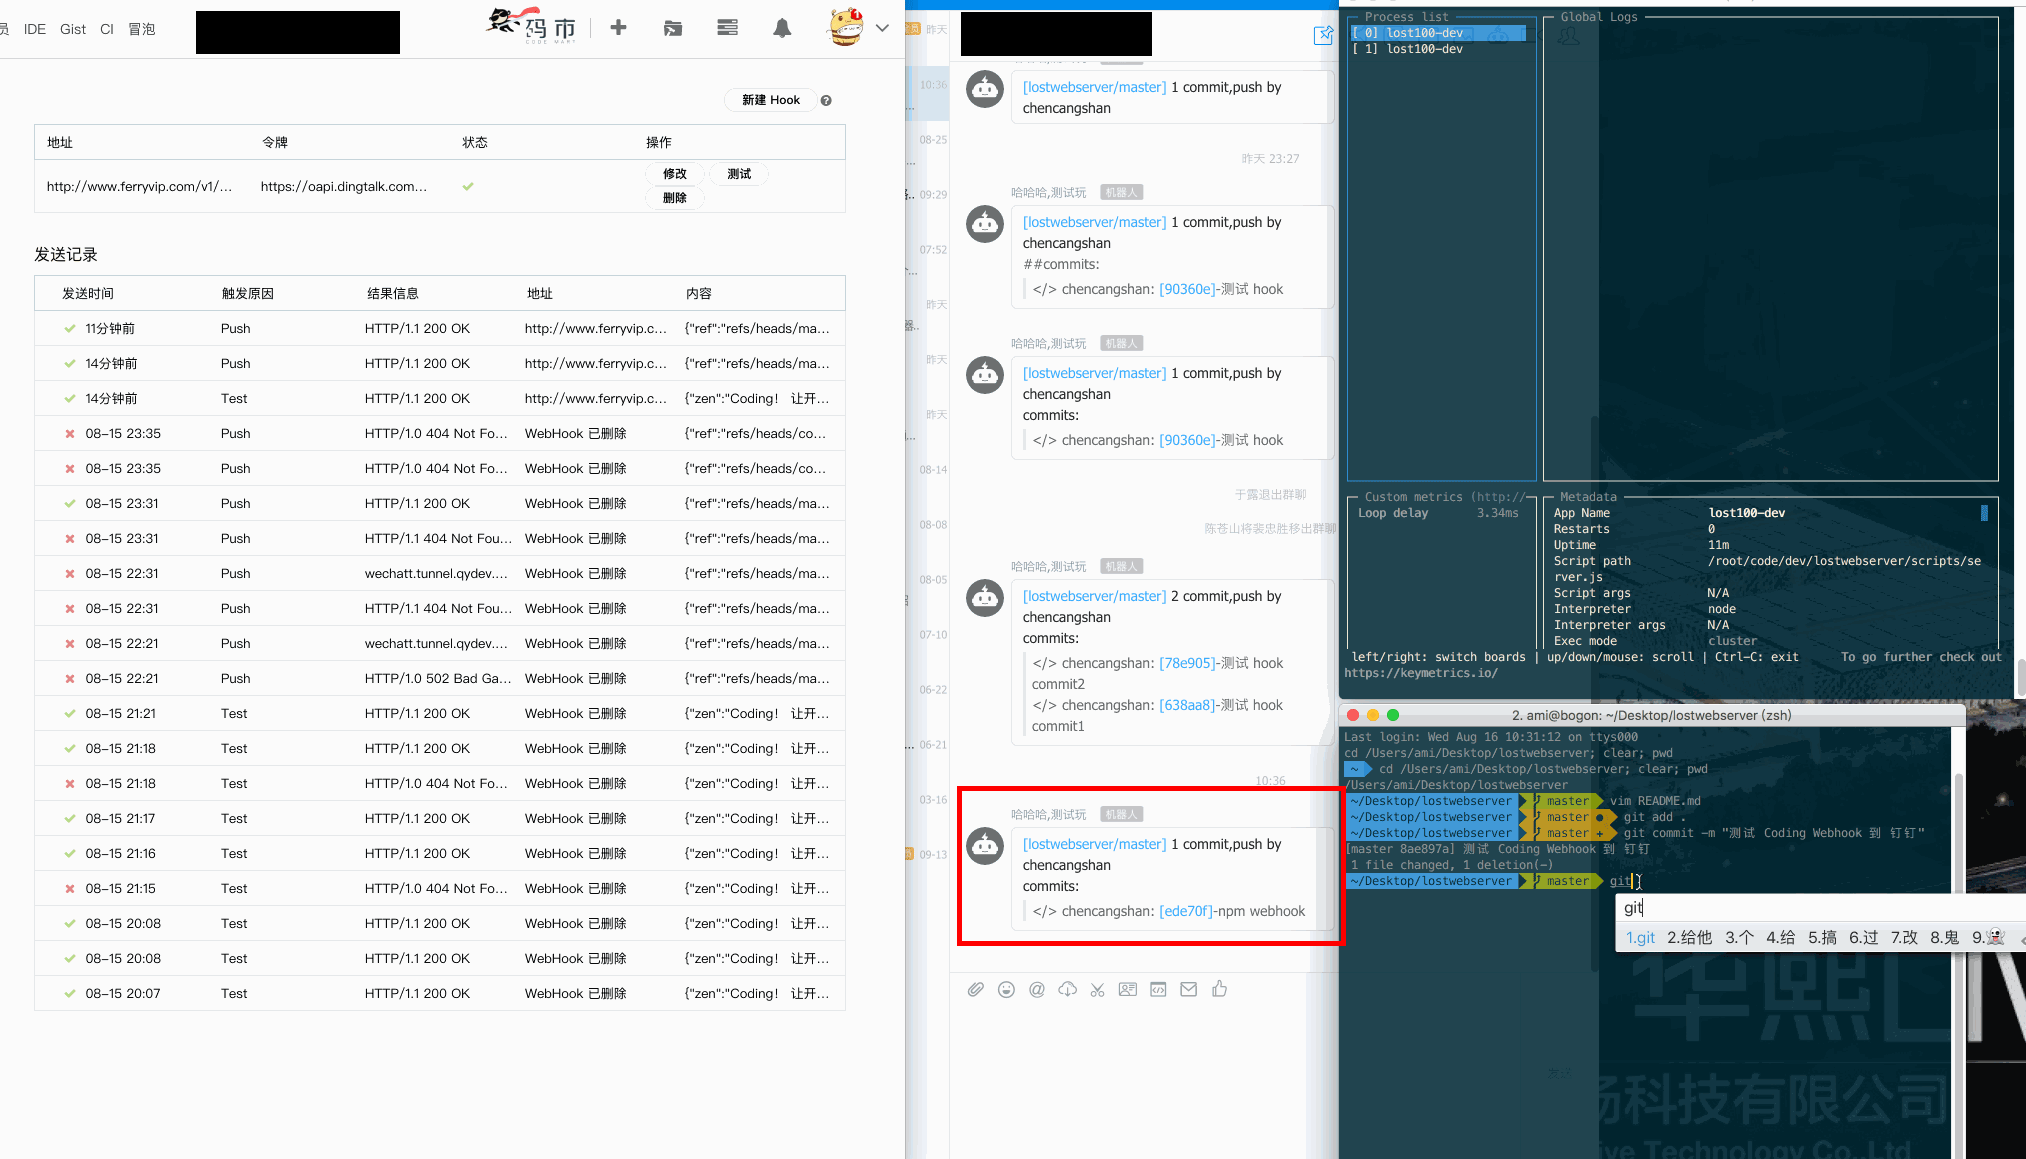 员 IDE Gist CI 冒泡
码市
CODE MART
1
新建 Hook
?
地址 令牌 状态 操作
http://www.ferryvip.com/v1/... https://oapi.dingtalk.com... 修改 测试
删除
发送记录
发送时间 触发原因 结果信息 地址 内容
11分钟前 Push HTTP/1.1 200 OK http://www.ferryvip.c... {"ref":"refs/heads/ma...
14分钟前 Push HTTP/1.1 200 OK http://www.ferryvip.c... {"ref":"refs/heads/ma...
14分钟前 Test HTTP/1.1 200 OK http://www.ferryvip.c... {"zen":"Coding! 让开...
08-15 23:35 Push HTTP/1.0 404 Not Fo... WebHook 已删除 {"ref":"refs/heads/co...
08-15 23:35 Push HTTP/1.0 404 Not Fo... WebHook 已删除 {"ref":"refs/heads/co...
08-15 23:31 Push HTTP/1.1 200 OK WebHook 已删除 {"ref":"refs/heads/ma...
08-15 23:31 Push HTTP/1.1 404 Not Fou... WebHook 已删除 {"ref":"refs/heads/ma...
08-15 22:31 Push wechatt.tunnel.qydev.... WebHook 已删除 {"ref":"refs/heads/ma...
08-15 22:31 Push HTTP/1.1 404 Not Fou... WebHook 已删除 {"ref":"refs/heads/ma...
08-15 22:21 Push wechatt.tunnel.qydev.... WebHook 已删除 {"ref":"refs/heads/ma...
08-15 22:21 Push HTTP/1.0 502 Bad Ga... WebHook 已删除 {"ref":"refs/heads/ma...
08-15 21:21 Test HTTP/1.1 200 OK WebHook 已删除 {"zen":"Coding! 让开...
08-15 21:18 Test HTTP/1.1 200 OK WebHook 已删除 {"zen":"Coding! 让开...
08-15 21:18 Test HTTP/1.0 404 Not Fo... WebHook 已删除 {"zen":"Coding! 让开...
08-15 21:17 Test HTTP/1.1 200 OK WebHook 已删除 {"zen":"Coding! 让开...
08-15 21:16 Test HTTP/1.1 200 OK WebHook 已删除 {"zen":"Coding! 让开...
08-15 21:15 Test HTTP/1.0 404 Not Fo... WebHook 已删除 {"zen":"Coding! 让开...
08-15 20:08 Test HTTP/1.1 200 OK WebHook 已删除 {"zen":"Coding! 让开...
08-15 20:08 Test HTTP/1.1 200 OK WebHook 已删除 {"zen":"Coding! 让开...
08-15 20:07 Test HTTP/1.1 200 OK WebHook 已删除 {"zen":"Coding! 让开...
员 昨天
10:36
08-25
09:29
07:52
昨天
昨天
昨天
08-14
08-08
08-05
07-10
06-22
06-21
03-16
09-13
[lostwebserver/master] 1 commit,push by
chencangshan
昨天 23:27
哈哈哈,测试玩 机器人
[lostwebserver/master] 1 commit,push by
chencangshan
##commits:
</> chencangshan: [90360e]-测试 hook
哈哈哈,测试玩 机器人
[lostwebserver/master] 1 commit,push by
chencangshan
commits:
</> chencangshan: [90360e]-测试 hook
于露退出群聊
陈苍山将裴忠胜移出群聊
哈哈哈,测试玩 机器人
[lostwebserver/master] 2 commit,push by
chencangshan
commits:
</> chencangshan: [78e905]-测试 hook
commit2
</> chencangshan: [638aa8]-测试 hook
commit1
10:36
哈哈哈,测试玩 机器人
[lostwebserver/master] 1 commit,push by
chencangshan
commits:
</> chencangshan: [ede70f]-npm webhook
Process list
[ 0] lost100-dev
[ 1] lost100-dev
Global Logs
Custom metrics (http://
Loop delay 3.34ms
Metadata
App Name lost100-dev
Restarts 0
Uptime 11m
Script path /root/code/dev/lostwebserver/scripts/se
rver.js
Script args N/A
Interpreter node
Interpreter args N/A
Exec mode cluster
left/right: switch boards | up/down/mouse: scroll | Ctrl-C: exit To go further check out
https://keymetrics.io/
2. ami@bogon: ~/Desktop/lostwebserver (zsh)
Last login: Wed Aug 16 10:31:12 on ttys000
cd /Users/ami/Desktop/lostwebserver; clear; pwd
~ cd /Users/ami/Desktop/lostwebserver; clear; pwd
/Users/ami/Desktop/lostwebserver
~/Desktop/lostwebserver master vim README.md
~/Desktop/lostwebserver master ● git add .
~/Desktop/lostwebserver master + git commit -m "测试 Coding Webhook 到 钉钉"
[master 8ae897a] 测试 Coding Webhook 到 钉钉
1 file changed, 1 deletion(-)
~/Desktop/lostwebserver master git
git
1.git 2.给他 3.个 4.给 5.搞 6.过 7.改 8.鬼 9.👻
华熙LIV
发送
扬科技有限公司
ive Technology Co.,Ltd